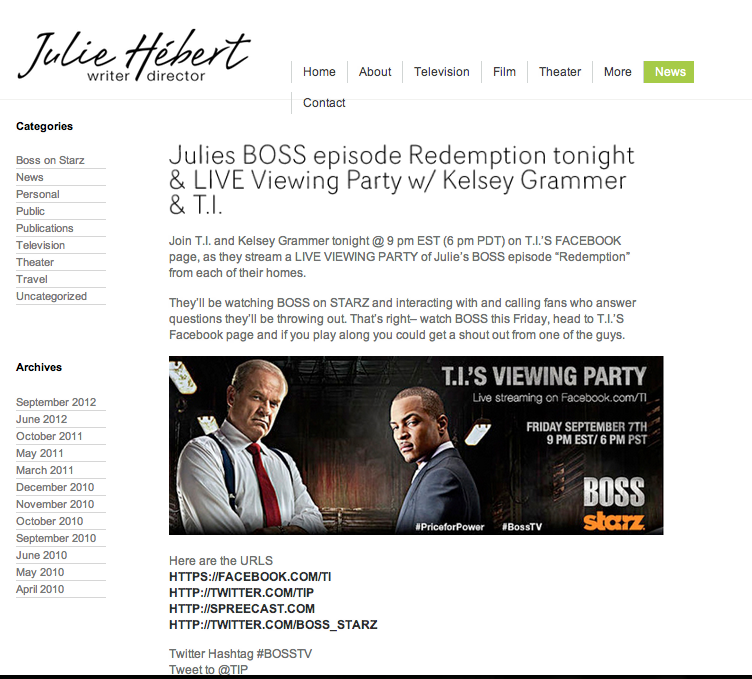 Julie Hébert
writer director
Home
About
Television
Film
Theater
More
News
Contact
Categories
Boss on Starz
News
Personal
Public
Publications
Television
Theater
Travel
Uncategorized
Archives
September 2012
June 2012
October 2011
May 2011
March 2011
December 2010
November 2010
October 2010
September 2010
June 2010
May 2010
April 2010
Julies BOSS episode Redemption tonight
& LIVE Viewing Party w/ Kelsey Grammer
& T.I.
Join T.I. and Kelsey Grammer tonight @ 9 pm EST (6 pm PDT) on T.I.'S FACEBOOK
page, as they stream a LIVE VIEWING PARTY of Julie's BOSS episode “Redemption”
from each of their homes.
They'll be watching BOSS on STARZ and interacting with and calling fans who answer
questions they'll be throwing out. That's right– watch BOSS this Friday, head to T.I.'S
Facebook page and if you play along you could get a shout out from one of the guys.
T.I.'S VIEWING PARTY
Live streaming on Facebook.com/TI
FRIDAY SEPTEMBER 7TH
9 PM EST/ 6 PM PST
BOSS
starz
#PriceforPower #BossTV
Here are the URLS
HTTPS://FACEBOOK.COM/TI
HTTP://TWITTER.COM/TIP
HTTP://SPREECAST.COM
HTTP://TWITTER.COM/BOSS_STARZ
Twitter Hashtag #BOSSTV
Tweet to @TIP